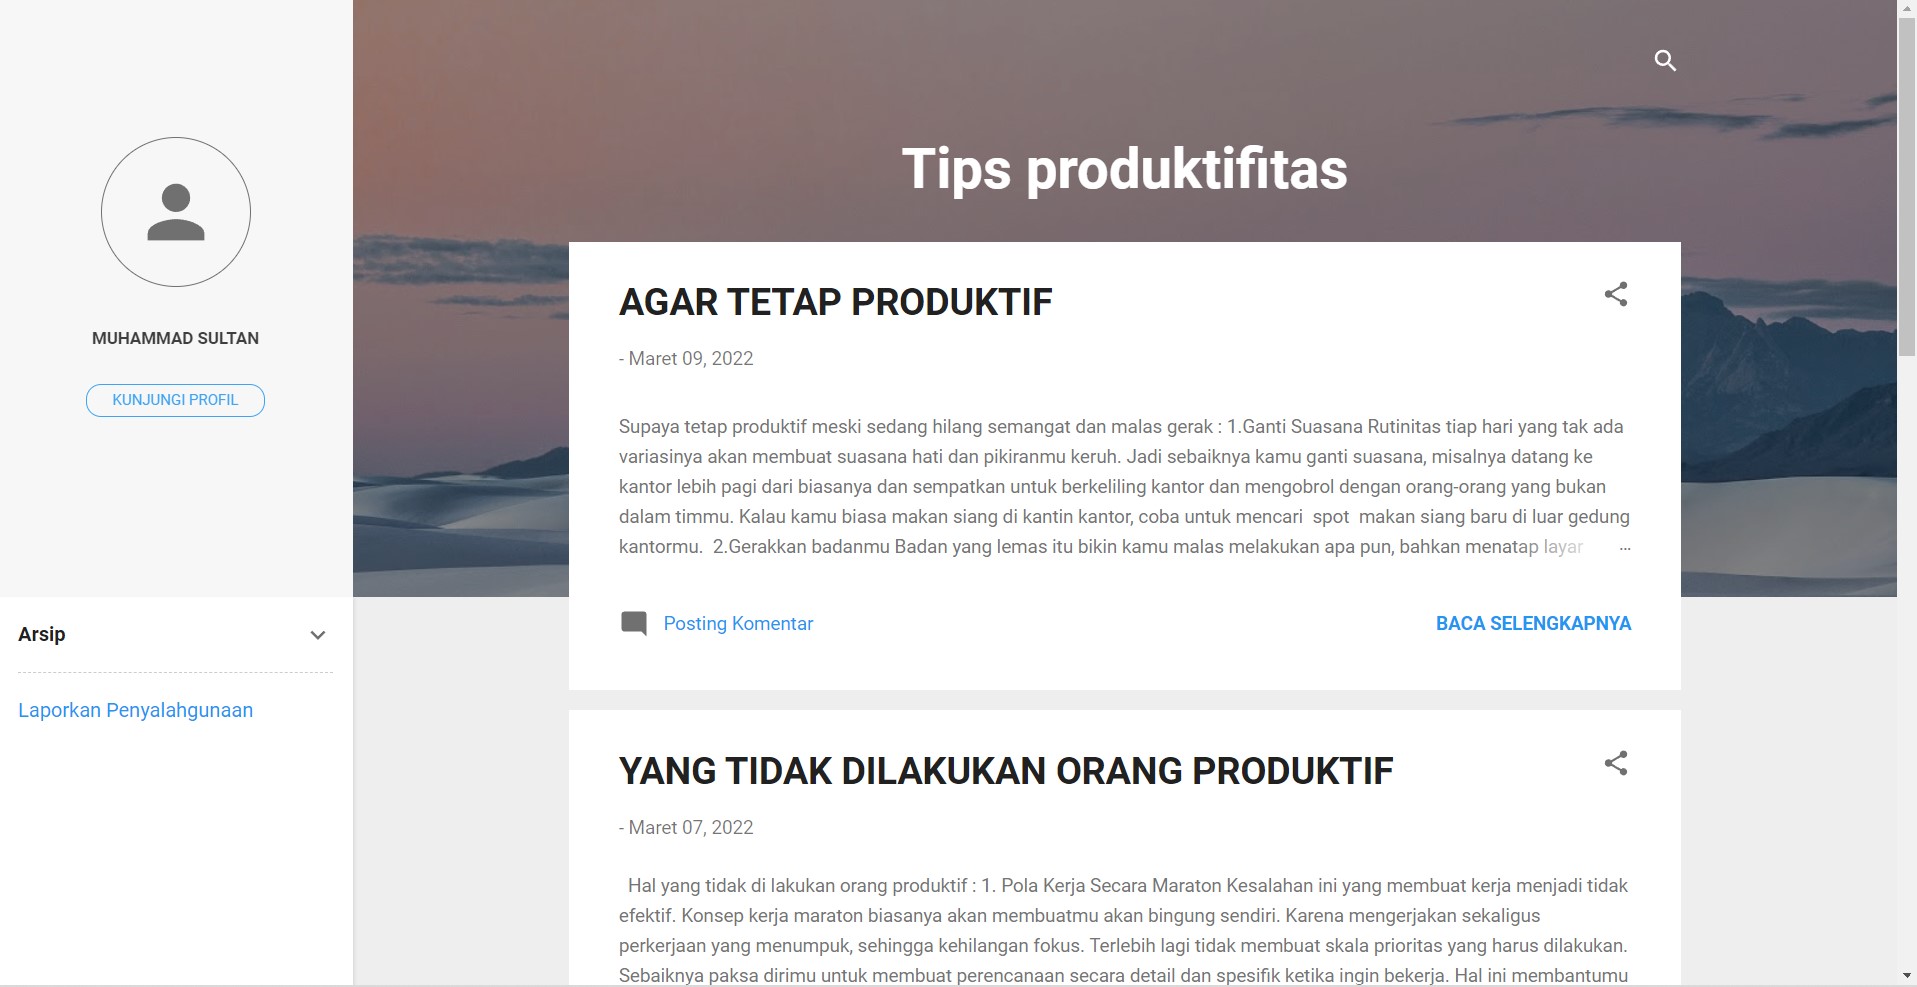 MUHAMMAD SULTAN
KUNJUNGI PROFIL
Arsip
Laporkan Penyalahgunaan
Tips produktifitas
AGAR TETAP PRODUKTIF
- Maret 09, 2022
Supaya tetap produktif meski sedang hilang semangat dan malas gerak : 1.Ganti Suasana Rutinitas tiap hari yang tak ada
variasinya akan membuat suasana hati dan pikiranmu keruh. Jadi sebaiknya kamu ganti suasana, misalnya datang ke
kantor lebih pagi dari biasanya dan sempatkan untuk berkeliling kantor dan mengobrol dengan orang-orang yang bukan
dalam timmu. Kalau kamu biasa makan siang di kantin kantor, coba untuk mencari  spot  makan siang baru di luar gedung
kantormu.  2.Gerakkan badanmu Badan yang lemas itu bikin kamu malas melakukan apa pun, bahkan menatap layar ...
Posting Komentar
BACA SELENGKAPNYA
YANG TIDAK DILAKUKAN ORANG PRODUKTIF
- Maret 07, 2022
Hal yang tidak di lakukan orang produktif : 1. Pola Kerja Secara Maraton Kesalahan ini yang membuat kerja menjadi tidak
efektif. Konsep kerja maraton biasanya akan membuatmu akan bingung sendiri. Karena mengerjakan sekaligus
perkerjaan yang menumpuk, sehingga kehilangan fokus. Terlebih lagi tidak membuat skala prioritas yang harus dilakukan.
Sebaiknya paksa dirimu untuk membuat perencanaan secara detail dan spesifik ketika ingin bekerja. Hal ini membantumu